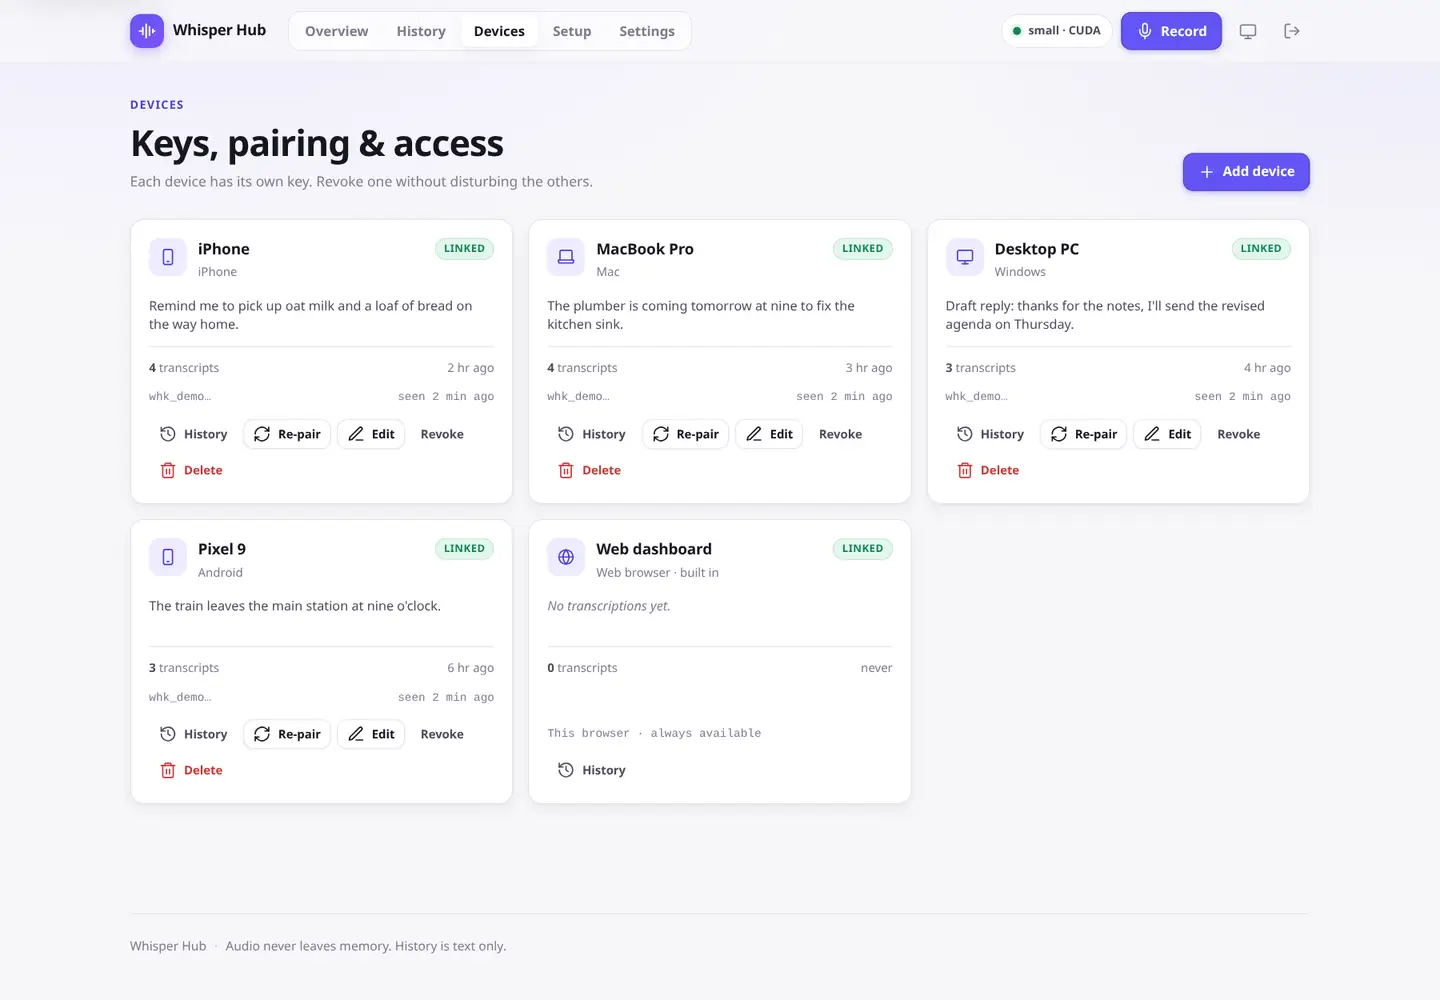 Whisper Hub
Overview
History
Devices
Setup
Settings
small · CUDA
Record
DEVICES
Keys, pairing & access
Each device has its own key. Revoke one without disturbing the others.
Add device
iPhone
LINKED
iPhone
Remind me to pick up oat milk and a loaf of bread on
the way home.
4 transcripts
2 hr ago
whk_demo…
seen 2 min ago
History
Re-pair
Edit
Revoke
Delete
MacBook Pro
LINKED
Mac
The plumber is coming tomorrow at nine to fix the
kitchen sink.
4 transcripts
3 hr ago
whk_demo…
seen 2 min ago
History
Re-pair
Edit
Revoke
Delete
Desktop PC
LINKED
Windows
Draft reply: thanks for the notes, I'll send the revised
agenda on Thursday.
3 transcripts
4 hr ago
whk_demo…
seen 2 min ago
History
Re-pair
Edit
Revoke
Delete
Pixel 9
LINKED
Android
The train leaves the main station at nine o'clock.
3 transcripts
6 hr ago
whk_demo…
seen 2 min ago
History
Re-pair
Edit
Revoke
Delete
Web dashboard
LINKED
Web browser · built in
No transcriptions yet.
0 transcripts
never
This browser · always available
History
Whisper Hub · Audio never leaves memory. History is text only.